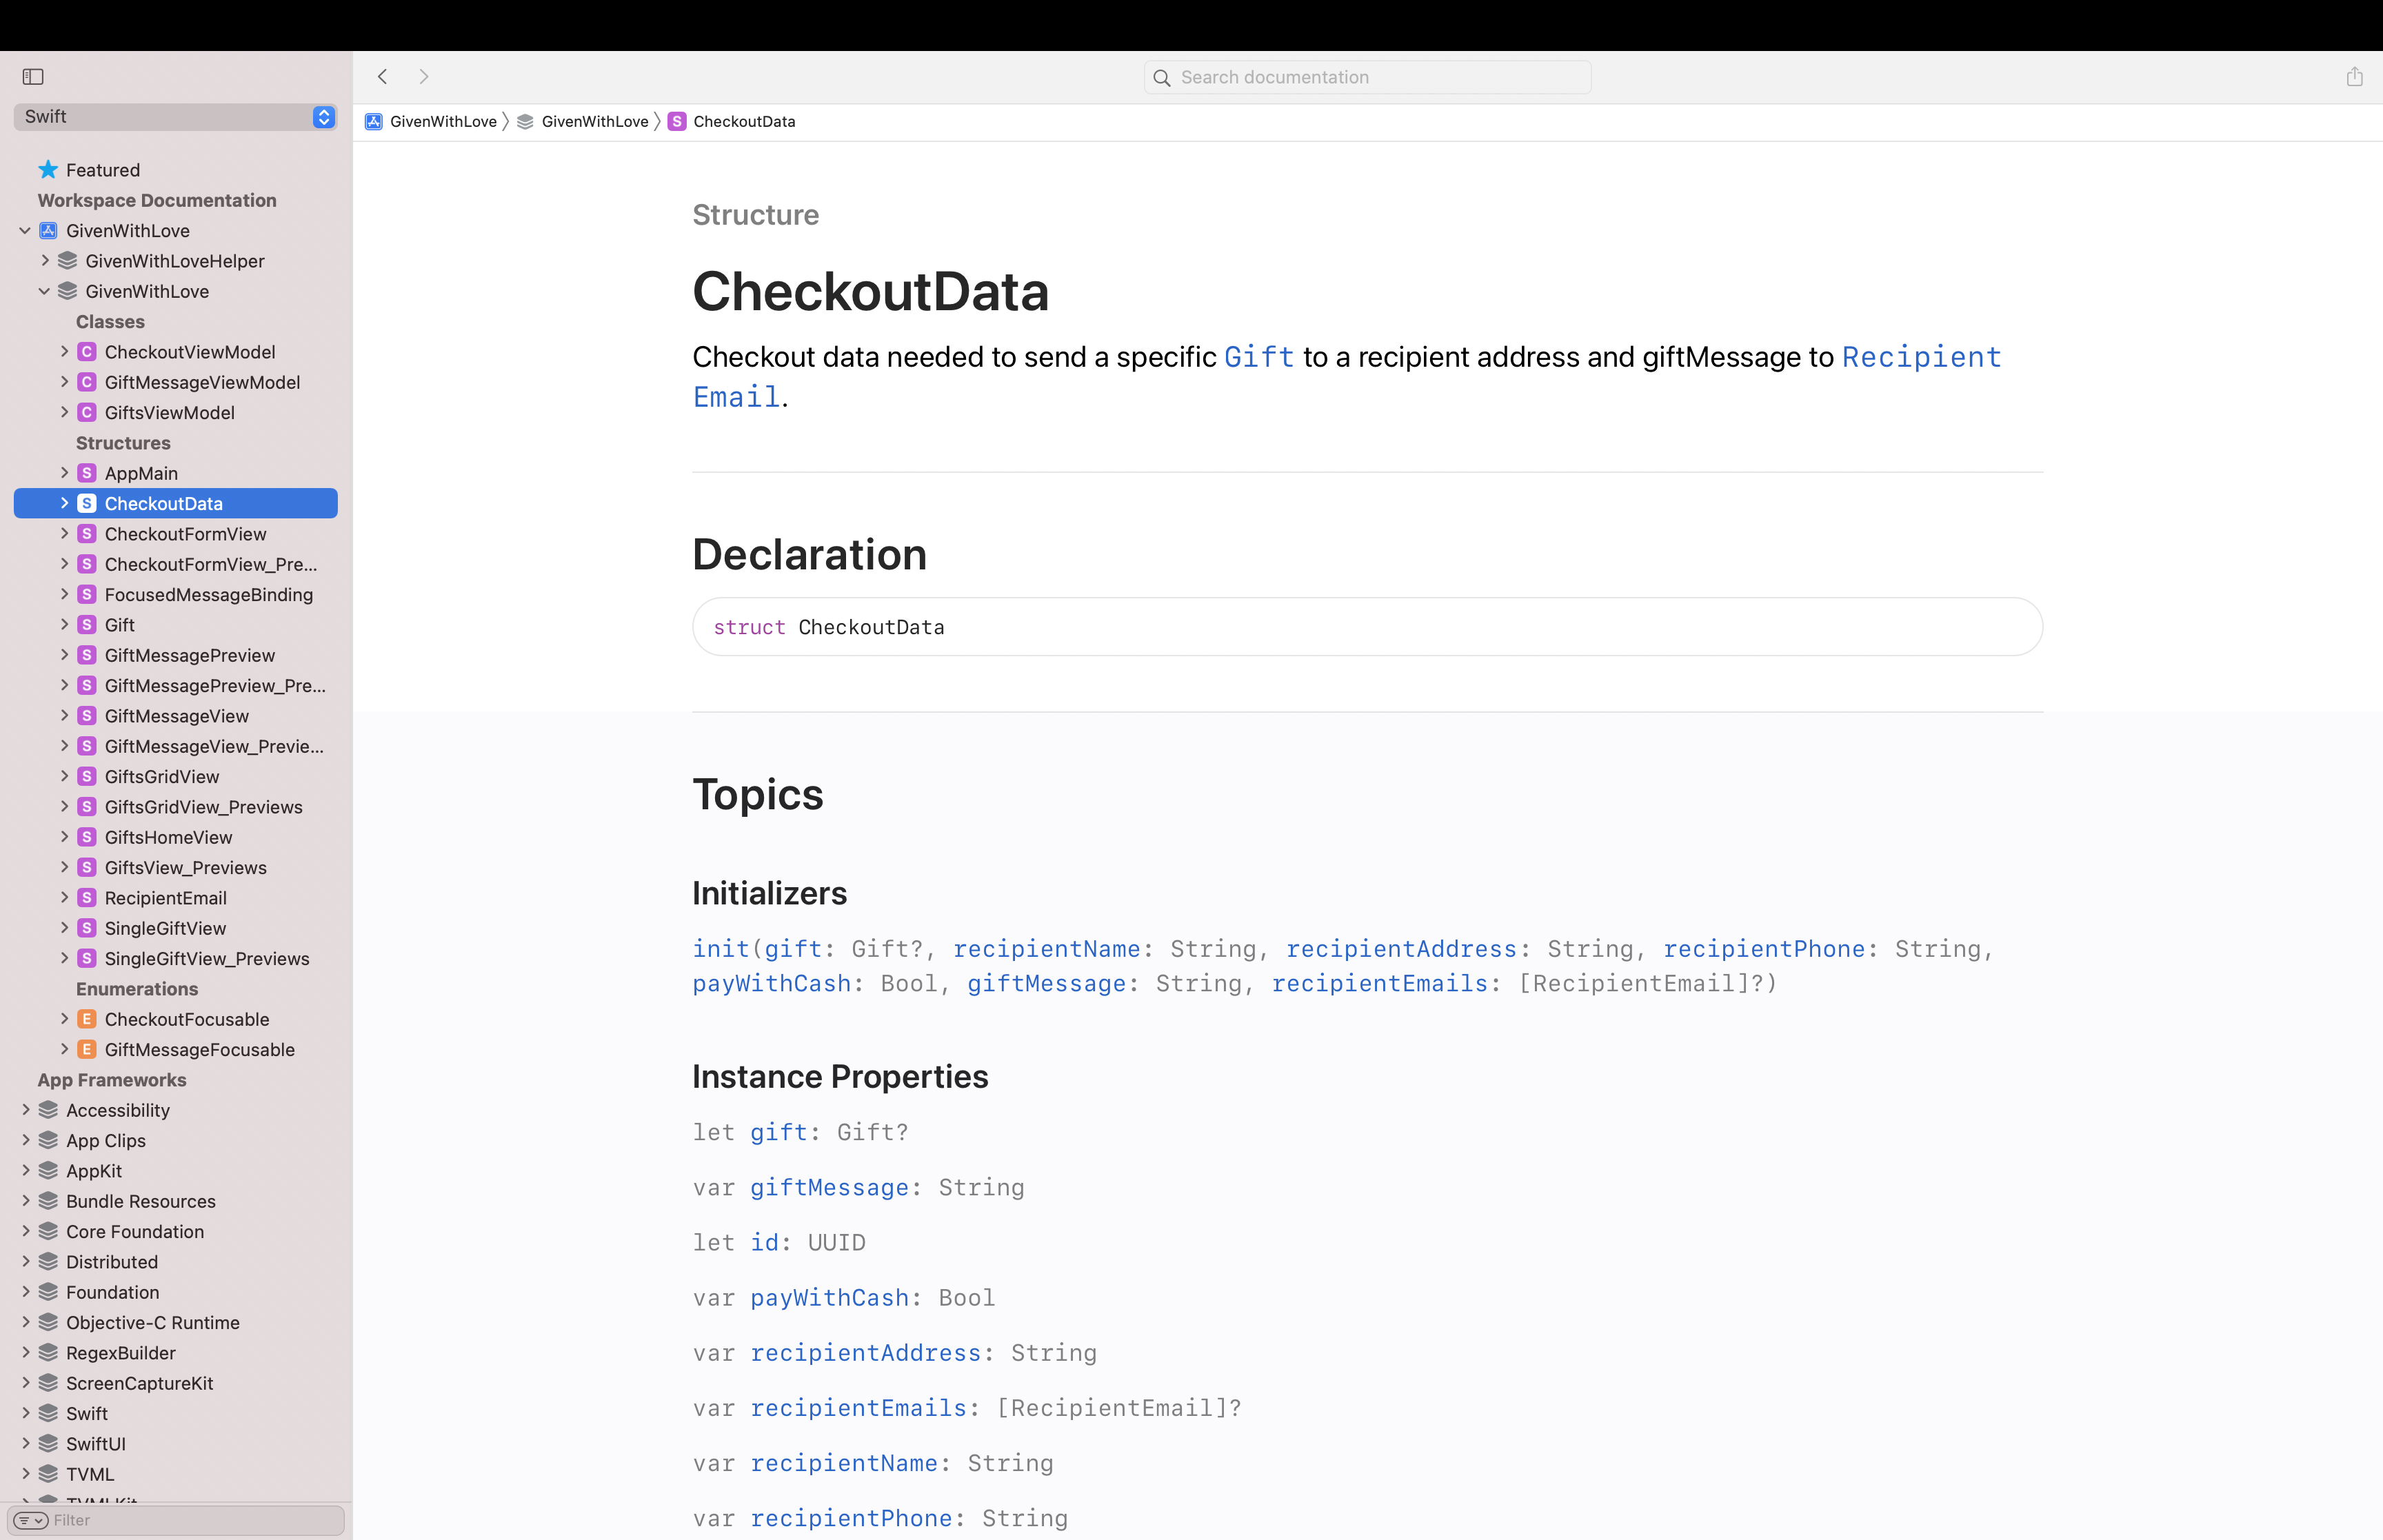 Swift
Featured
Workspace Documentation
GivenWithLove
GivenWithLoveHelper
GivenWithLove
Classes
C CheckoutViewModel
C GiftMessageViewModel
C GiftsViewModel
Structures
S AppMain
S CheckoutData
S CheckoutFormView
S CheckoutFormView_Pre...
S FocusedMessageBinding
S Gift
S GiftMessagePreview
S GiftMessagePreview_Pre...
S GiftMessageView
S GiftMessageView_Previe...
S GiftsGridView
S GiftsGridView_Previews
S GiftsHomeView
S GiftsView_Previews
S RecipientEmail
S SingleGiftView
S SingleGiftView_Previews
Enumerations
E CheckoutFocusable
E GiftMessageFocusable
App Frameworks
Accessibility
App Clips
AppKit
Bundle Resources
Core Foundation
Distributed
Foundation
Objective-C Runtime
RegexBuilder
ScreenCaptureKit
Swift
SwiftUI
TVML
Filter
Search documentation
GivenWithLove GivenWithLove S CheckoutData
Structure
CheckoutData
Checkout data needed to send a specific Gift to a recipient address and giftMessage to Recipient
Email.
Declaration
struct CheckoutData
Topics
Initializers
init(gift: Gift?, recipientName: String, recipientAddress: String, recipientPhone: String,
payWithCash: Bool, giftMessage: String, recipientEmails: [RecipientEmail]?)
Instance Properties
let gift: Gift?
var giftMessage: String
let id: UUID
var payWithCash: Bool
var recipientAddress: String
var recipientEmails: [RecipientEmail]?
var recipientName: String
var recipientPhone: String